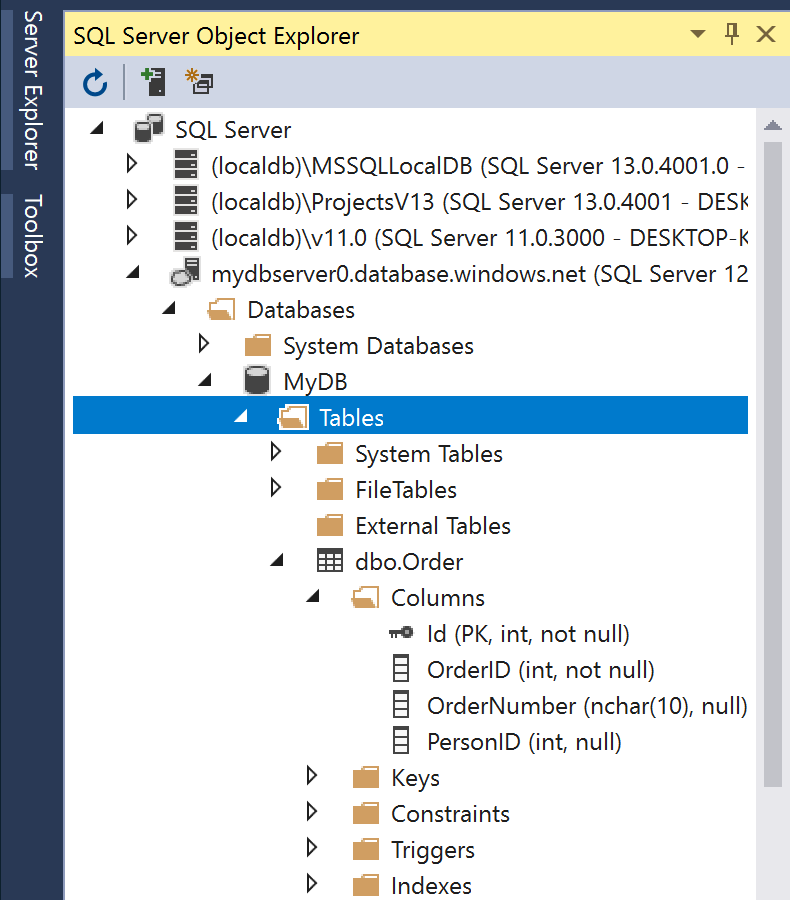 Server Explorer
Toolbox
SQL Server Object Explorer
SQL Server
(localdb)\MSSQLLocalDB (SQL Server 13.0.4001.0 -
(localdb)\ProjectsV13 (SQL Server 13.0.4001 - DESK
(localdb)\v11.0 (SQL Server 11.0.3000 - DESKTOP-K
mydbserver0.database.windows.net (SQL Server 12
Databases
System Databases
MyDB
Tables
System Tables
FileTables
External Tables
dbo.Order
Columns
Id (PK, int, not null)
OrderID (int, not null)
OrderNumber (nchar(10), null)
PersonID (int, null)
Keys
Constraints
Triggers
Indexes